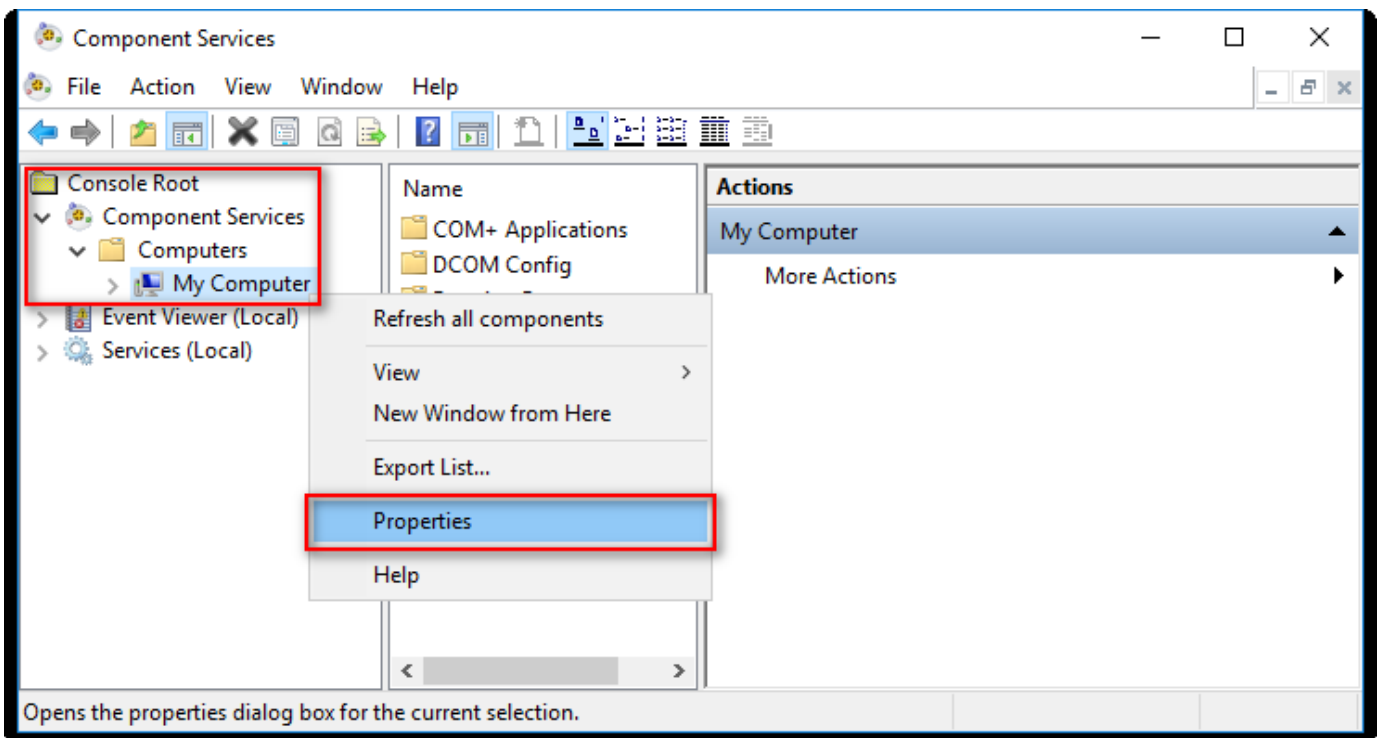 Component Services
File Action View Window Help
Console Root
Component Services
Computers
My Computer
Event Viewer (Local)
Services (Local)
Name
COM+ Applications
DCOM Config
Refresh all components
View
New Window from Here
Export List...
Properties
Help
Actions
My Computer
More Actions
Opens the properties dialog box for the current selection.